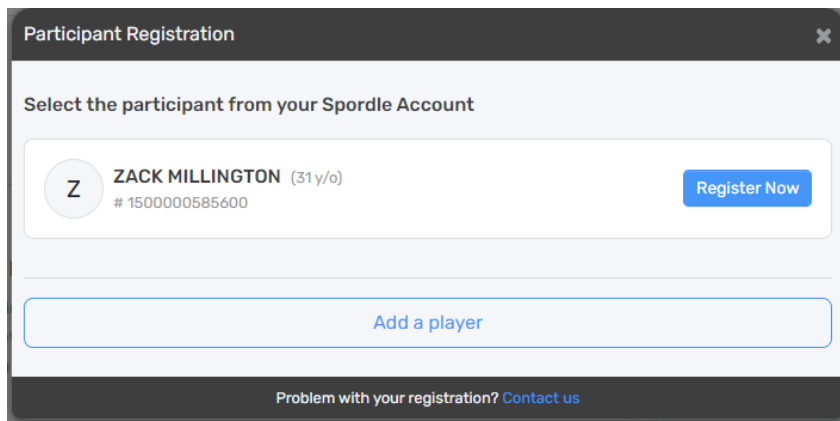 Participant Registration
Select the participant from your Spordle Account
Z
ZACK MILLINGTON (31 y/o)
# 1500000585600
Register Now
Add a player
Problem with your registration? Contact us